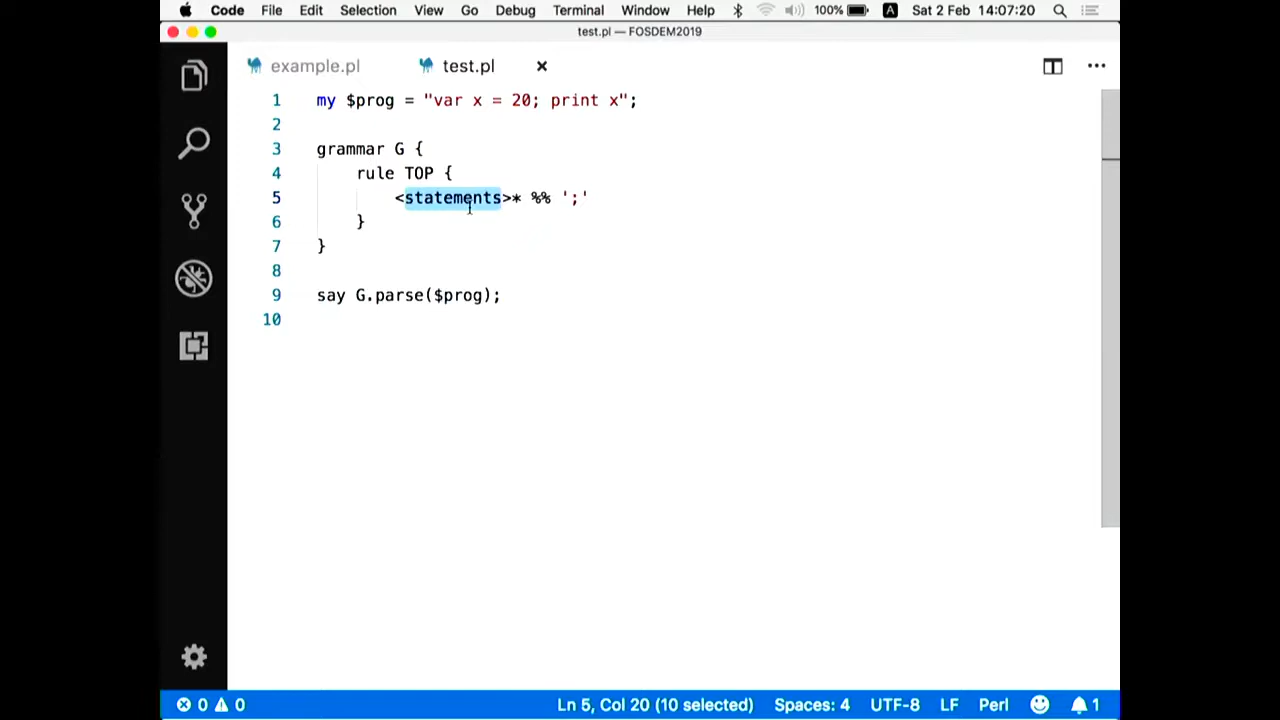 Code File Edit Selection View Go Debug Terminal Window Help 100% A Sat 2 Feb 14:07:20
test.pl — FOSDEM2019
example.pl test.pl
1 my $prog = "var x = 20; print x";
2
3 grammar G {
4 rule TOP {
5 <statements>* %% ';'
6 }
7 }
8
9 say G.parse($prog);
10
0 0 Ln 5, Col 20 (10 selected) Spaces: 4 UTF-8 LF Perl 1